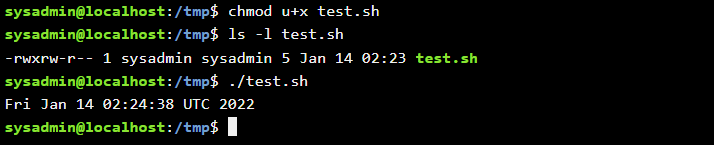 sysadmin@localhost:/tmp$ chmod u+x test.sh
sysadmin@localhost:/tmp$ ls -l test.sh
-rwxrw-r-- 1 sysadmin sysadmin 5 Jan 14 02:23 test.sh
sysadmin@localhost:/tmp$ ./test.sh
Fri Jan 14 02:24:38 UTC 2022
sysadmin@localhost:/tmp$